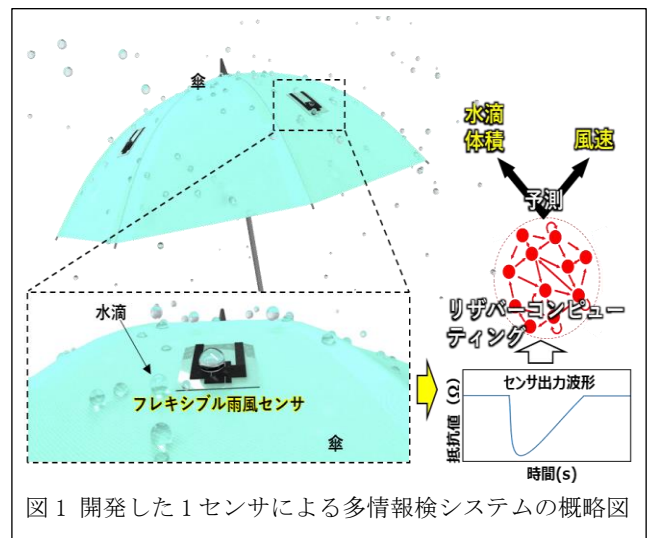 傘
水滴
体積
風速
予測
リザバーコンピュー
ティング
水滴
フレキシブル雨風センサ
傘
センサ出力波形
抵抗値 (Ω)
時間(s)
図1 開発した1センサによる多情報検システムの概略図